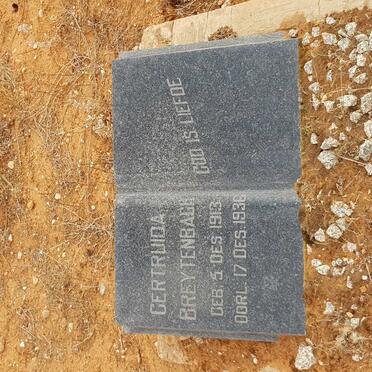 GERTRUIDA
BREYTENBACH
GEB. 5 DES. 1913
OORL. 17 DES. 1938
GOD IS LIEFDE